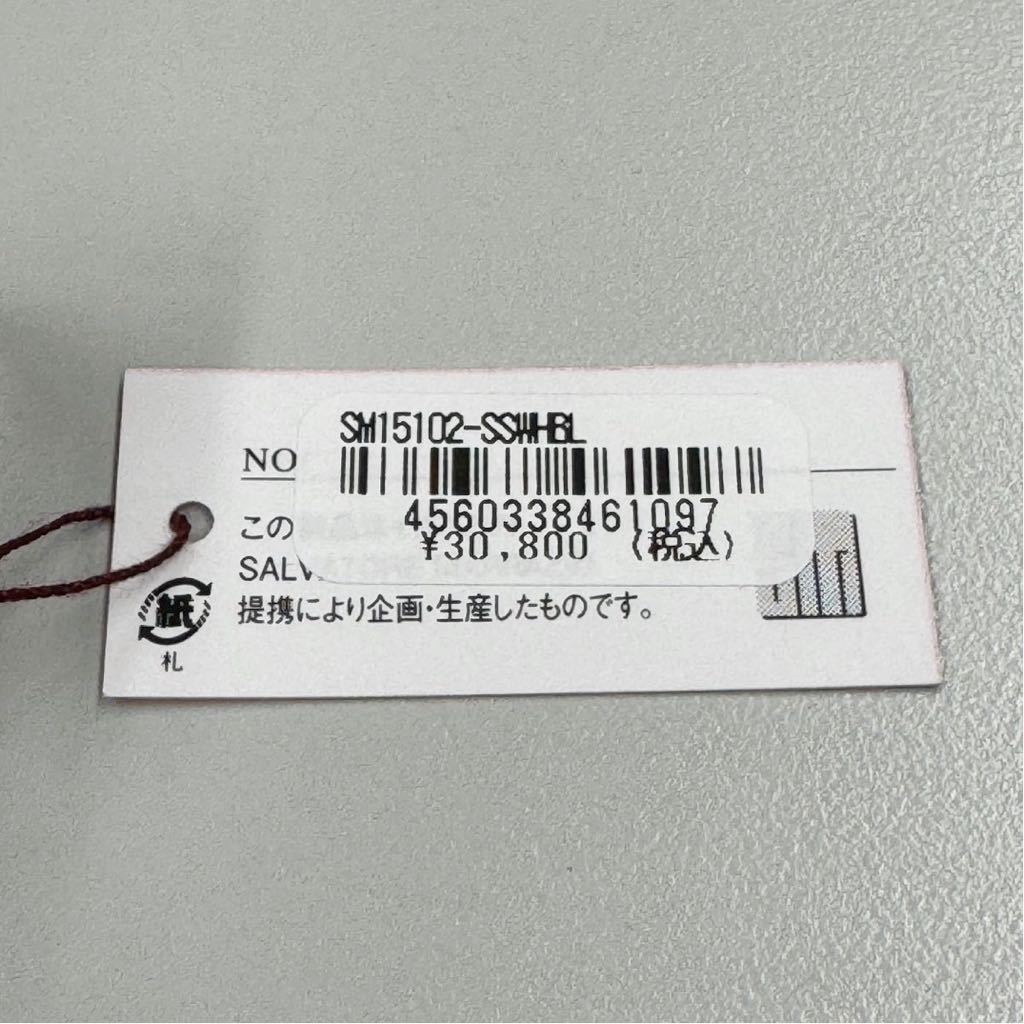 SM15102-SSWHBL
NO
4560338461097
¥30,800 (税込)
この
SALV
提携により企画・生産したものです。
紙
札